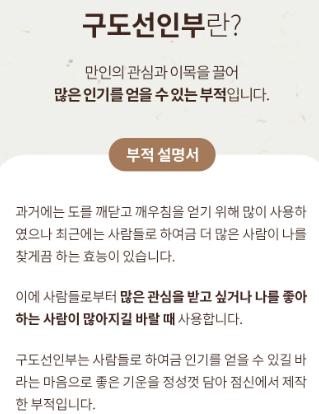 구도선인부란?
만인의 관심과 이목을 끌어
많은 인기를 얻을 수 있는 부적입니다.
부적 설명서
과거에는 도를 깨닫고 깨우침을 얻기 위해 많이 사용하
였으나 최근에는 사람들로 하여금 더 많은 사람이 나를
찾게끔 하는 효능이 있습니다.
이에 사람들로부터 많은 관심을 받고 싶거나 나를 좋아
하는 사람이 많아지길 바랄 때 사용합니다.
구도선인부는 사람들로 하여금 인기를 얻을 수 있길 바
라는 마음으로 좋은 기운을 정성껏 담아 점신에서 제작
한 부적입니다.